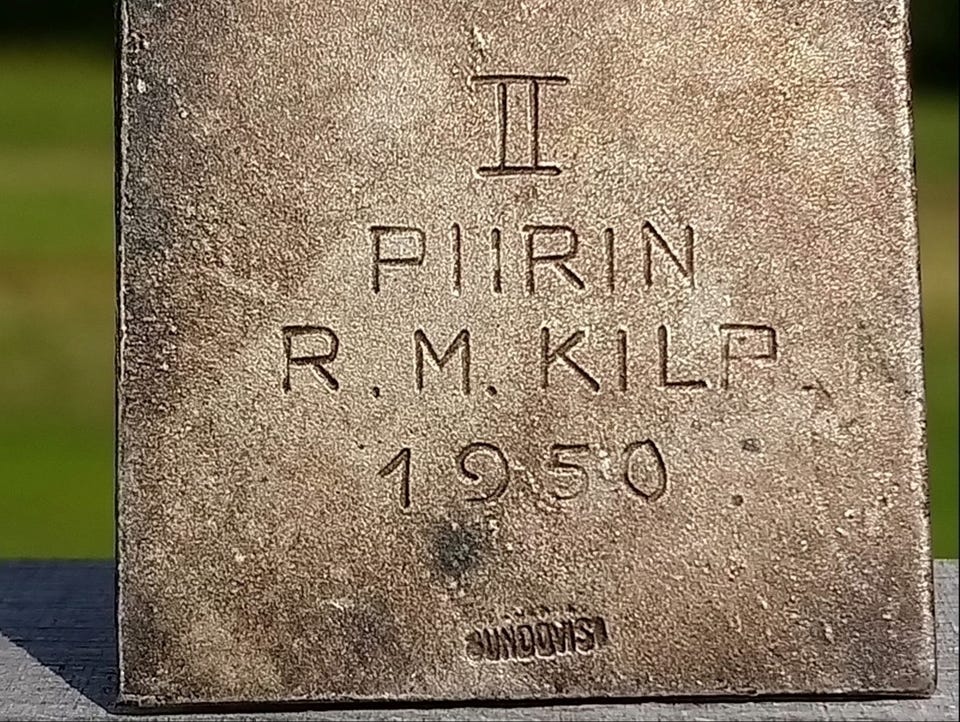 II
PIIRIN
R.M. KILP.
1950
SUNDQVIST